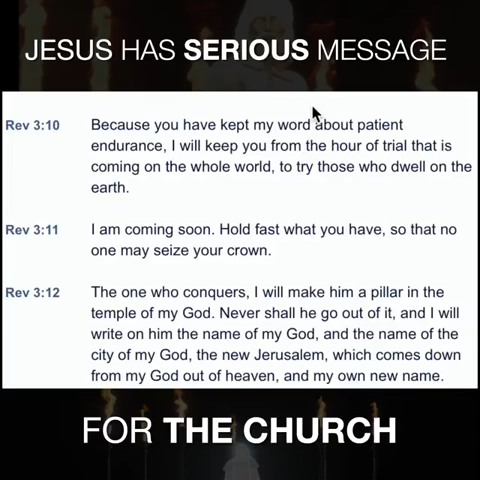 JESUS HAS SERIOUS MESSAGE
Rev 3:10 Because you have kept my word about patient
endurance, I will keep you from the hour of trial that is
coming on the whole world, to try those who dwell on the
earth.
Rev 3:11 I am coming soon. Hold fast what you have, so that no
one may seize your crown.
Rev 3:12 The one who conquers, I will make him a pillar in the
temple of my God. Never shall he go out of it, and I will
write on him the name of my God, and the name of the
city of my God, the new Jerusalem, which comes down
from my God out of heaven, and my own new name.
FOR THE CHURCH